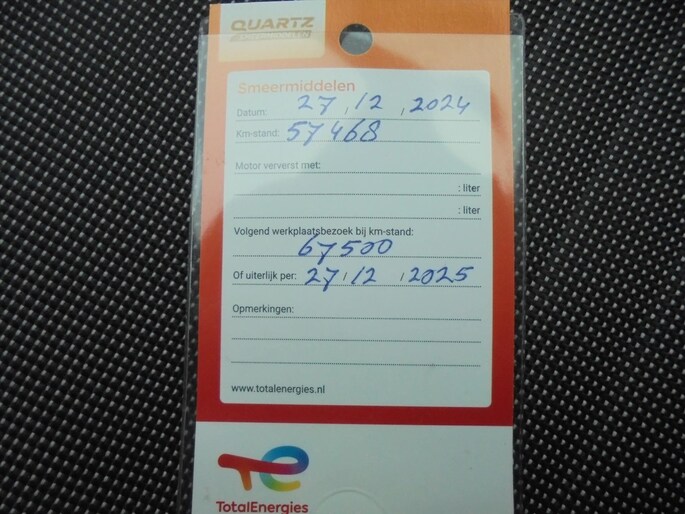 QUARTZ
SMEERMIDDELEN
Smeermiddelen
Datum: 27 / 12 / 2024
Km-stand: 57468
Motor ververst met:
: liter
: liter
Volgend werkplaatsbezoek bij km-stand:
67500
Of uiterlijk per: 27 / 12 / 2025
Opmerkingen:
www.totalenergies.nl
TotalEnergies